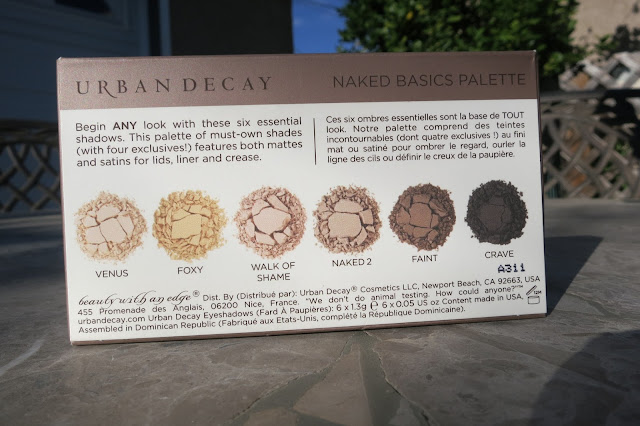 URBAN DECAY
NAKED BASICS PALETTE
Begin ANY look with these six essential
shadows. This palette of must-own shades
(with four exclusives!) features both mattes
and satins for lids, liner and crease.
Ces six ombres essentielles sont la base de TOUT
look. Notre palette comprend des teintes
incontournables (dont quatre exclusives !) au fini
mat ou satiné pour ombrer le regard, ourler la
ligne des cils ou définir le creux de la paupière.
VENUS
FOXY
WALK OF
SHAME
NAKED 2
FAINT
CRAVE
A311
beauty with an edge® Dist. By (Distribué par): Urban Decay® Cosmetics LLC, Newport Beach, CA 92663, USA
455 Promenade des Anglais, 06200 Nice, France. "We don't do animal testing. How could anyone?"™
urbandecay.com Urban Decay Eyeshadows (Fard À Paupières): 6 x 1.3g ℮ 6 x 0.05 US oz Content made in USA.
Assembled in Dominican Republic (Fabriqué aux Etats-Unis, complété la République Dominicaine).
12M